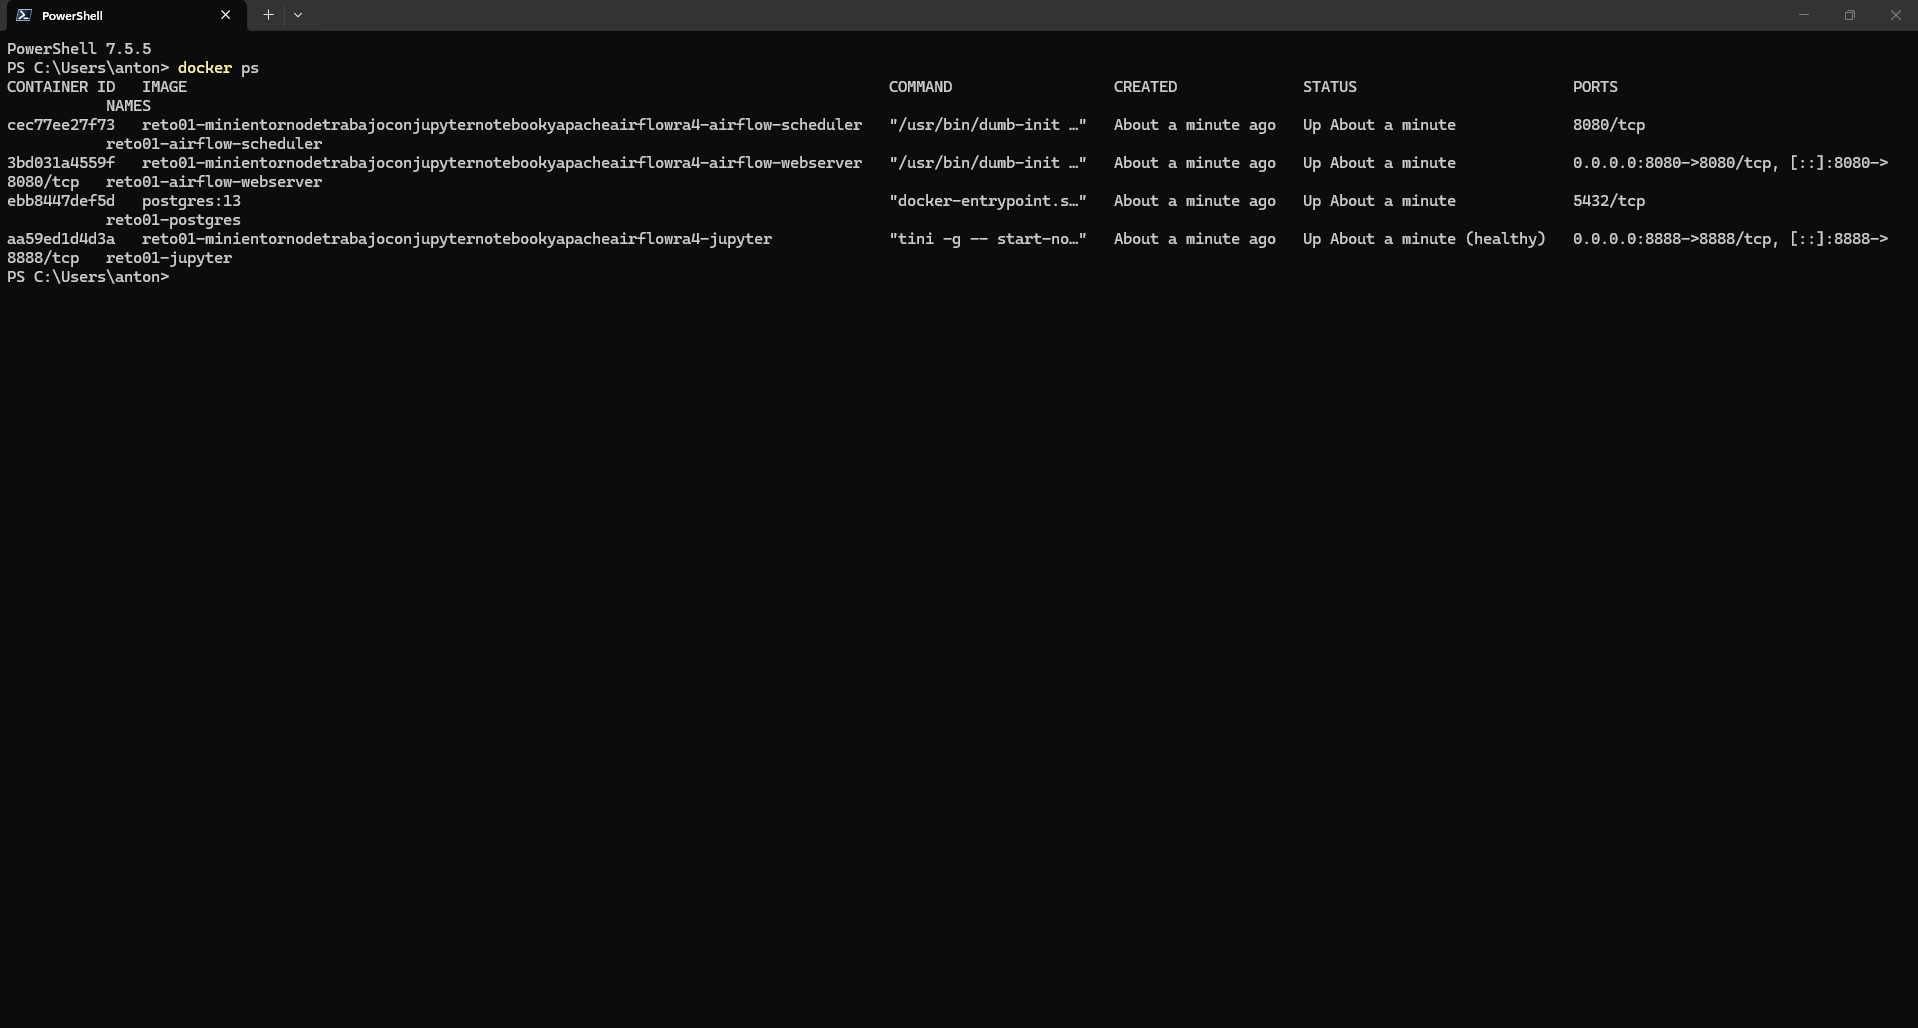 PowerShell
PowerShell 7.5.5
PS C:\Users\anton> docker ps
CONTAINER ID   IMAGE                                                                              COMMAND                  CREATED              STATUS                        PORTS
           NAMES
cec77ee27f73   reto01-minientornodetrabajoconjupyternotebookyapacheairflowra4-airflow-scheduler   "/usr/bin/dumb-init …"   About a minute ago   Up About a minute             8080/tcp
           reto01-airflow-scheduler
3bd031a4559f   reto01-minientornodetrabajoconjupyternotebookyapacheairflowra4-airflow-webserver   "/usr/bin/dumb-init …"   About a minute ago   Up About a minute             0.0.0.0:8080->8080/tcp, [::]:8080->
8080/tcp   reto01-airflow-webserver
ebb8447def5d   postgres:13                                                                        "docker-entrypoint.s…"   About a minute ago   Up About a minute             5432/tcp
           reto01-postgres
aa59ed1d4d3a   reto01-minientornodetrabajoconjupyternotebookyapacheairflowra4-jupyter             "tini -g -- start-no…"   About a minute ago   Up About a minute (healthy)   0.0.0.0:8888->8888/tcp, [::]:8888->
8888/tcp   reto01-jupyter
PS C:\Users\anton>